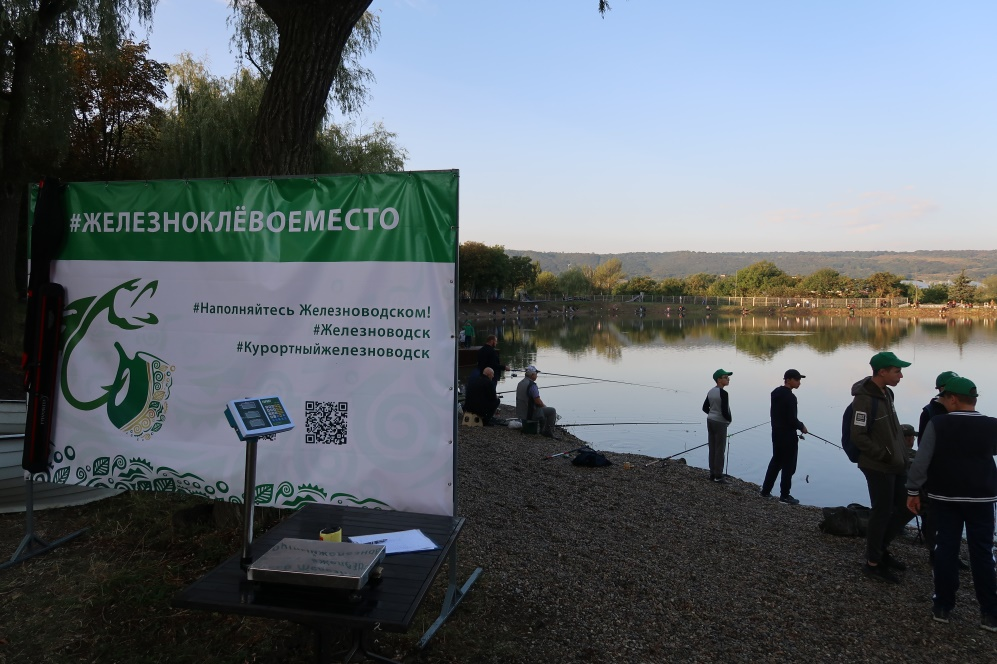 #ЖЕЛЕЗНОКЛЁВОЕМЕСТО
#Наполняйтесь Железноводском!
#Железноводск
#Курортныйжелезноводск